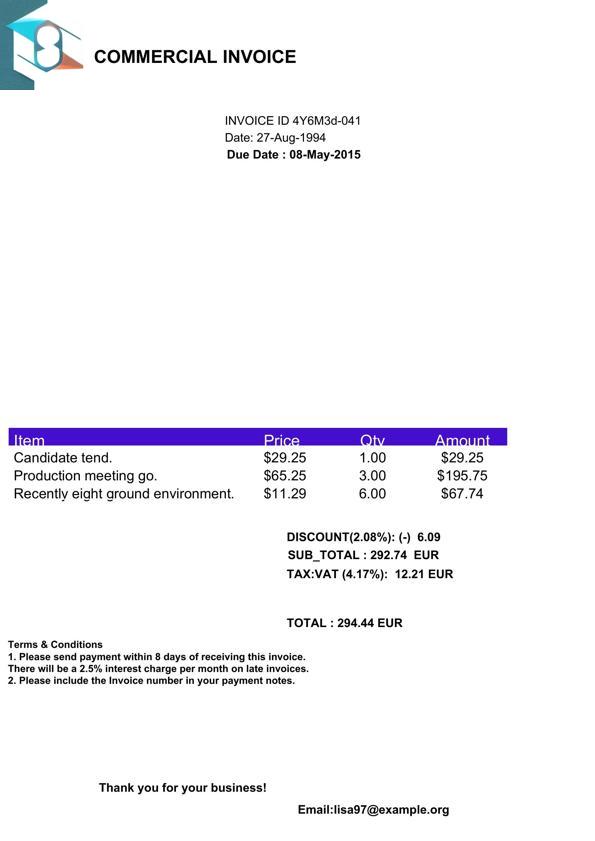 COMMERCIAL INVOICE
INVOICE ID 4Y6M3d-041
Date: 27-Aug-1994
Due Date : 08-May-2015
Item Price Qty Amount
Candidate tend. $29.25 1.00 $29.25
Production meeting go. $65.25 3.00 $195.75
Recently eight ground environment. $11.29 6.00 $67.74
DISCOUNT(2.08%): (-) 6.09
SUB_TOTAL : 292.74 EUR
TAX:VAT (4.17%): 12.21 EUR
TOTAL : 294.44 EUR
Terms & Conditions
1. Please send payment within 8 days of receiving this invoice.
There will be a 2.5% interest charge per month on late invoices.
2. Please include the Invoice number in your payment notes.
Thank you for your business!
Email:lisa97@example.org